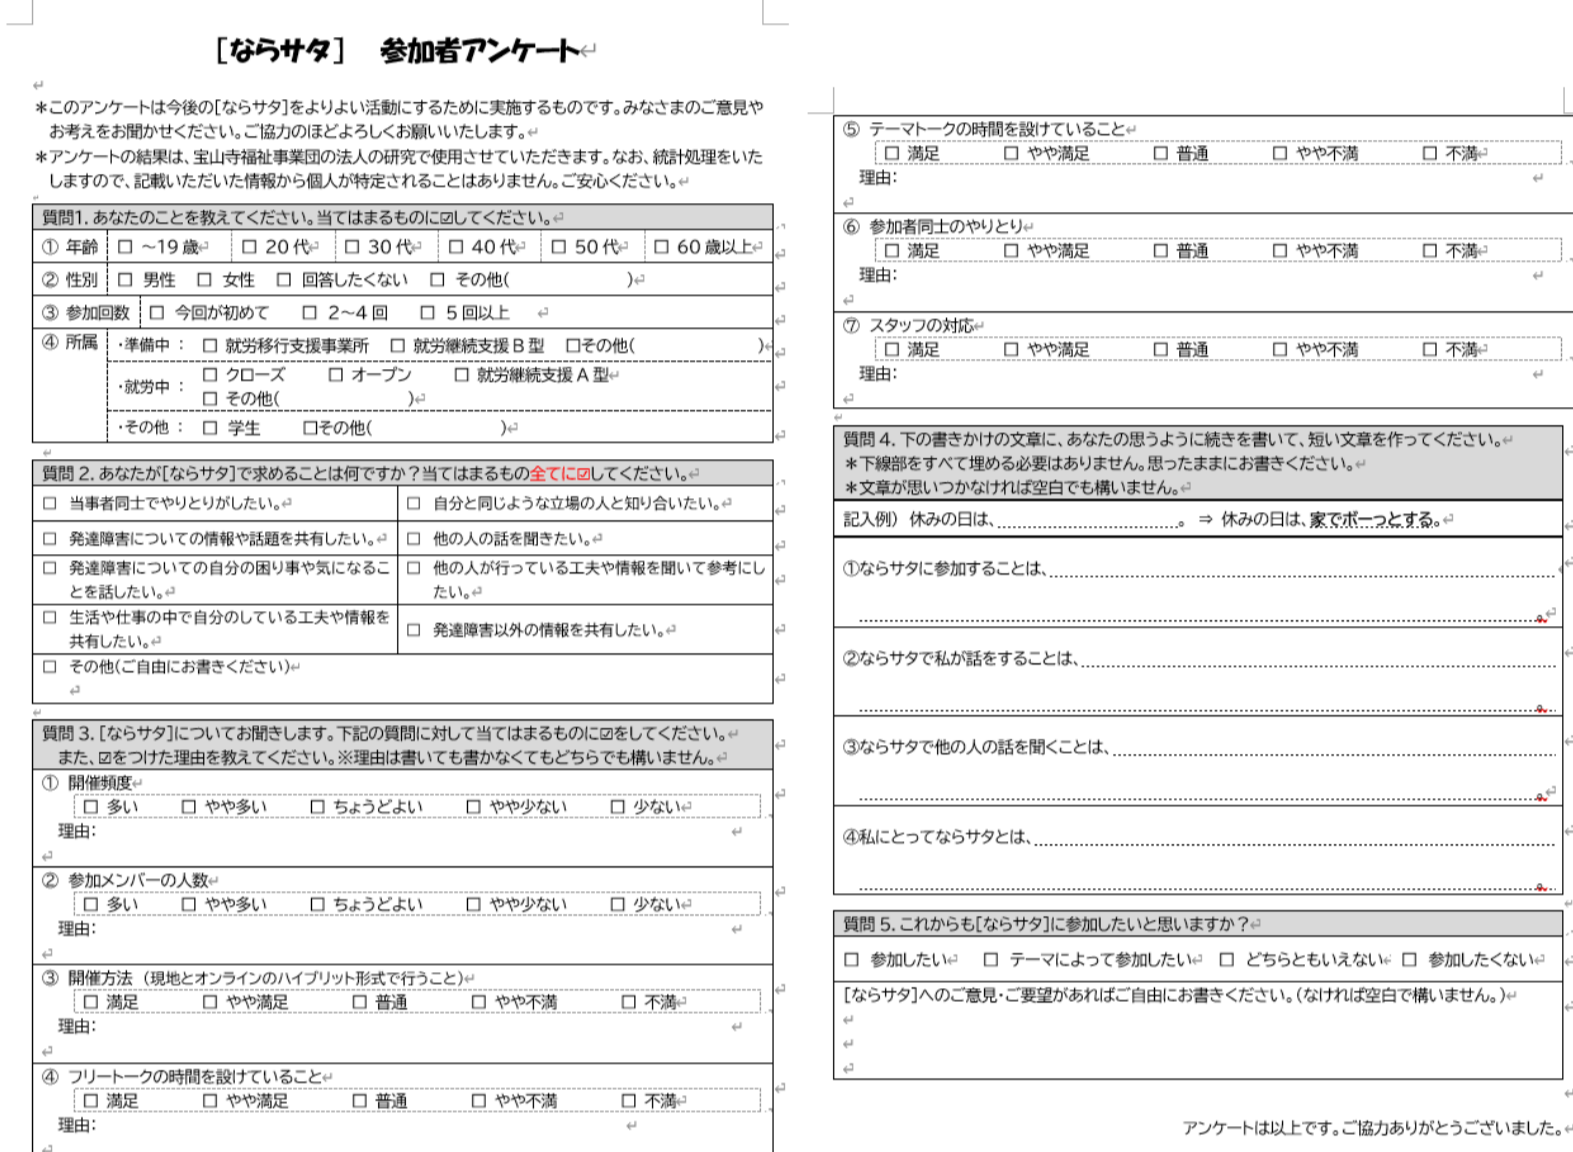 ［ならサタ］　参加者アンケート
＊このアンケートは今後の[ならサタ]をよりよい活動にするために実施するものです。みなさまのご意見や
お考えをお聞かせください。ご協力のほどよろしくお願いいたします。
＊アンケートの結果は、宝山寺福祉事業団の法人の研究で使用させていただきます。なお、統計処理をいた
しますので、記載いただいた情報から個人が特定されることはありません。ご安心ください。
質問1. あなたのことを教えてください。当てはまるものに☑してください。
① 年齢 □ ～19歳 □ 20代 □ 30代 □ 40代 □ 50代 □ 60歳以上
② 性別 □ 男性 □ 女性 □ 回答したくない □ その他(　　　)
③ 参加回数 □ 今回が初めて □ 2～4回 □ 5回以上
④ 所属 ・準備中： □ 就労移行支援事業所 □ 就労継続支援B型 □その他(　　　)
・就労中： □ クローズ □ オープン □ 就労継続支援A型
□ その他(　　　)
・その他： □ 学生 □その他(　　　)
質問2. あなたが[ならサタ]で求めることは何ですか？当てはまるもの全てに☑してください。
□ 当事者同士でやりとりがしたい。 □ 自分と同じような立場の人と知り合いたい。
□ 発達障害についての情報や話題を共有したい。 □ 他の人の話を聞きたい。
□ 発達障害についての自分の困り事や気になるこ
とを話したい。
□ 他の人が行っている工夫や情報を聞いて参考にし
たい。
□ 生活や仕事の中で自分のしている工夫や情報を
共有したい。
□ 発達障害以外の情報を共有したい。
□ その他(ご自由にお書きください)
質問3. [ならサタ]についてお聞きします。下記の質問に対して当てはまるものに☑をしてください。
また、☑をつけた理由を教えてください。※理由は書いても書かなくてもどちらでも構いません。
① 開催頻度
□ 多い □ やや多い □ ちょうどよい □ やや少ない □ 少ない
理由：
② 参加メンバーの人数
□ 多い □ やや多い □ ちょうどよい □ やや少ない □ 少ない
理由：
③ 開催方法 (現地とオンラインのハイブリット形式で行うこと)
□ 満足 □ やや満足 □ 普通 □ やや不満 □ 不満
理由：
④ フリートークの時間を設けていること
□ 満足 □ やや満足 □ 普通 □ やや不満 □ 不満
理由：
⑤ テーマトークの時間を設けていること
□ 満足 □ やや満足 □ 普通 □ やや不満 □ 不満
理由：
⑥ 参加者同士のやりとり
□ 満足 □ やや満足 □ 普通 □ やや不満 □ 不満
理由：
⑦ スタッフの対応
□ 満足 □ やや満足 □ 普通 □ やや不満 □ 不満
理由：
質問4. 下の書きかけの文章に、あなたの思うように続きを書いて、短い文章を作ってください。
＊下線部をすべて埋める必要はありません。思ったままにお書きください。
＊文章が思いつかなければ空白でも構いません。
記入例) 休みの日は、　　　。 ⇒ 休みの日は、家でボーっとする。
①ならサタに参加することは、
。
②ならサタで私が話をすることは、
。
③ならサタで他の人の話を聞くことは、
。
④私にとってならサタとは、
。
質問5. これからも[ならサタ]に参加したいと思いますか？
□ 参加したい □ テーマによって参加したい □ どちらともいえない □ 参加したくない
[ならサタ]へのご意見・ご要望があればご自由にお書きください。(なければ空白で構いません。)
アンケートは以上です。ご協力ありがとうございました。